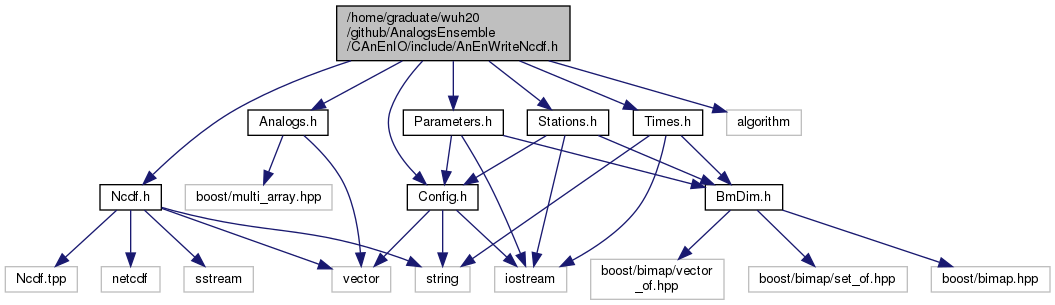 /home/graduate/wuh20
/github/AnalogsEnsemble
/CAnEnIO/include/AnEnWriteNcdf.h
Analogs.h
Parameters.h
Stations.h
Times.h
algorithm
Ncdf.h
boost/multi_array.hpp
Config.h
BmDim.h
Ncdf.tpp
netcdf
sstream
vector
string
iostream
boost/bimap/vector
_of.hpp
boost/bimap/set_of.hpp
boost/bimap.hpp